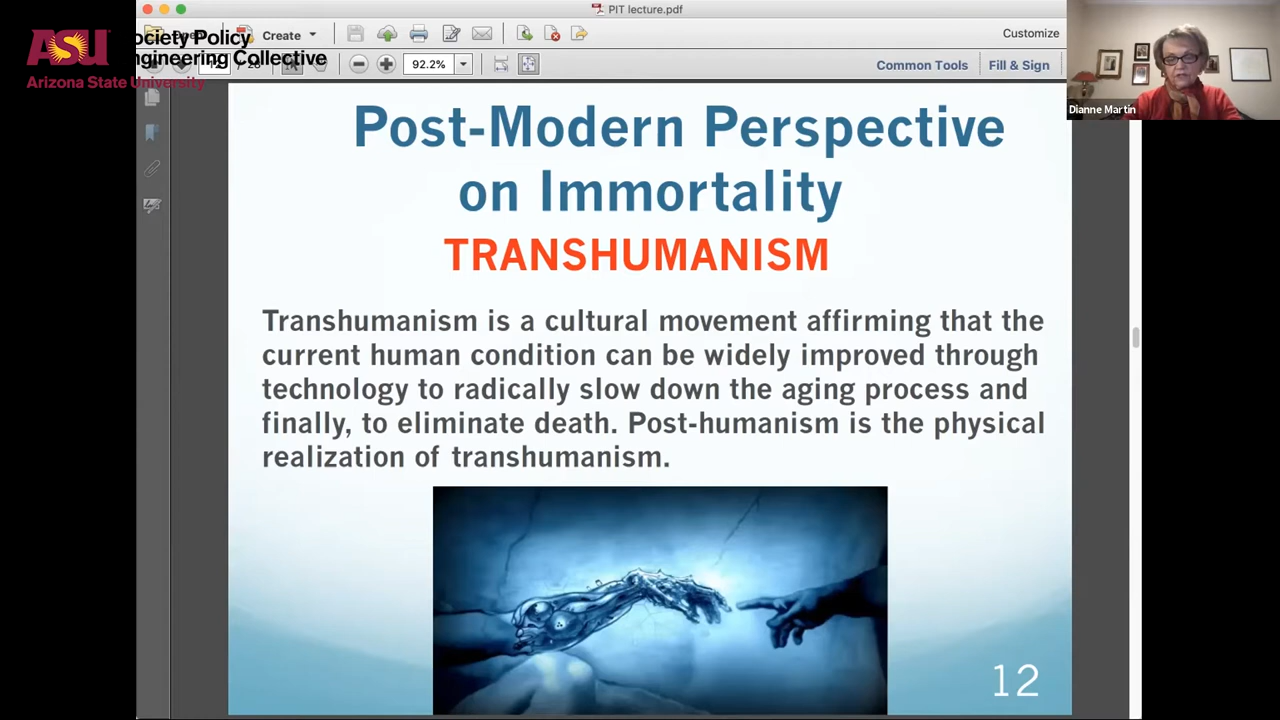 PIT lecture.pdf
ASU
Arizona State University
ociety Policy
ngineering Collective
Create
Customize
92.2%
Common Tools
Fill & Sign
Dianne Martin
Post-Modern Perspective
on Immortality
TRANSHUMANISM
Transhumanism is a cultural movement affirming that the
current human condition can be widely improved through
technology to radically slow down the aging process and
finally, to eliminate death. Post-humanism is the physical
realization of transhumanism.
12